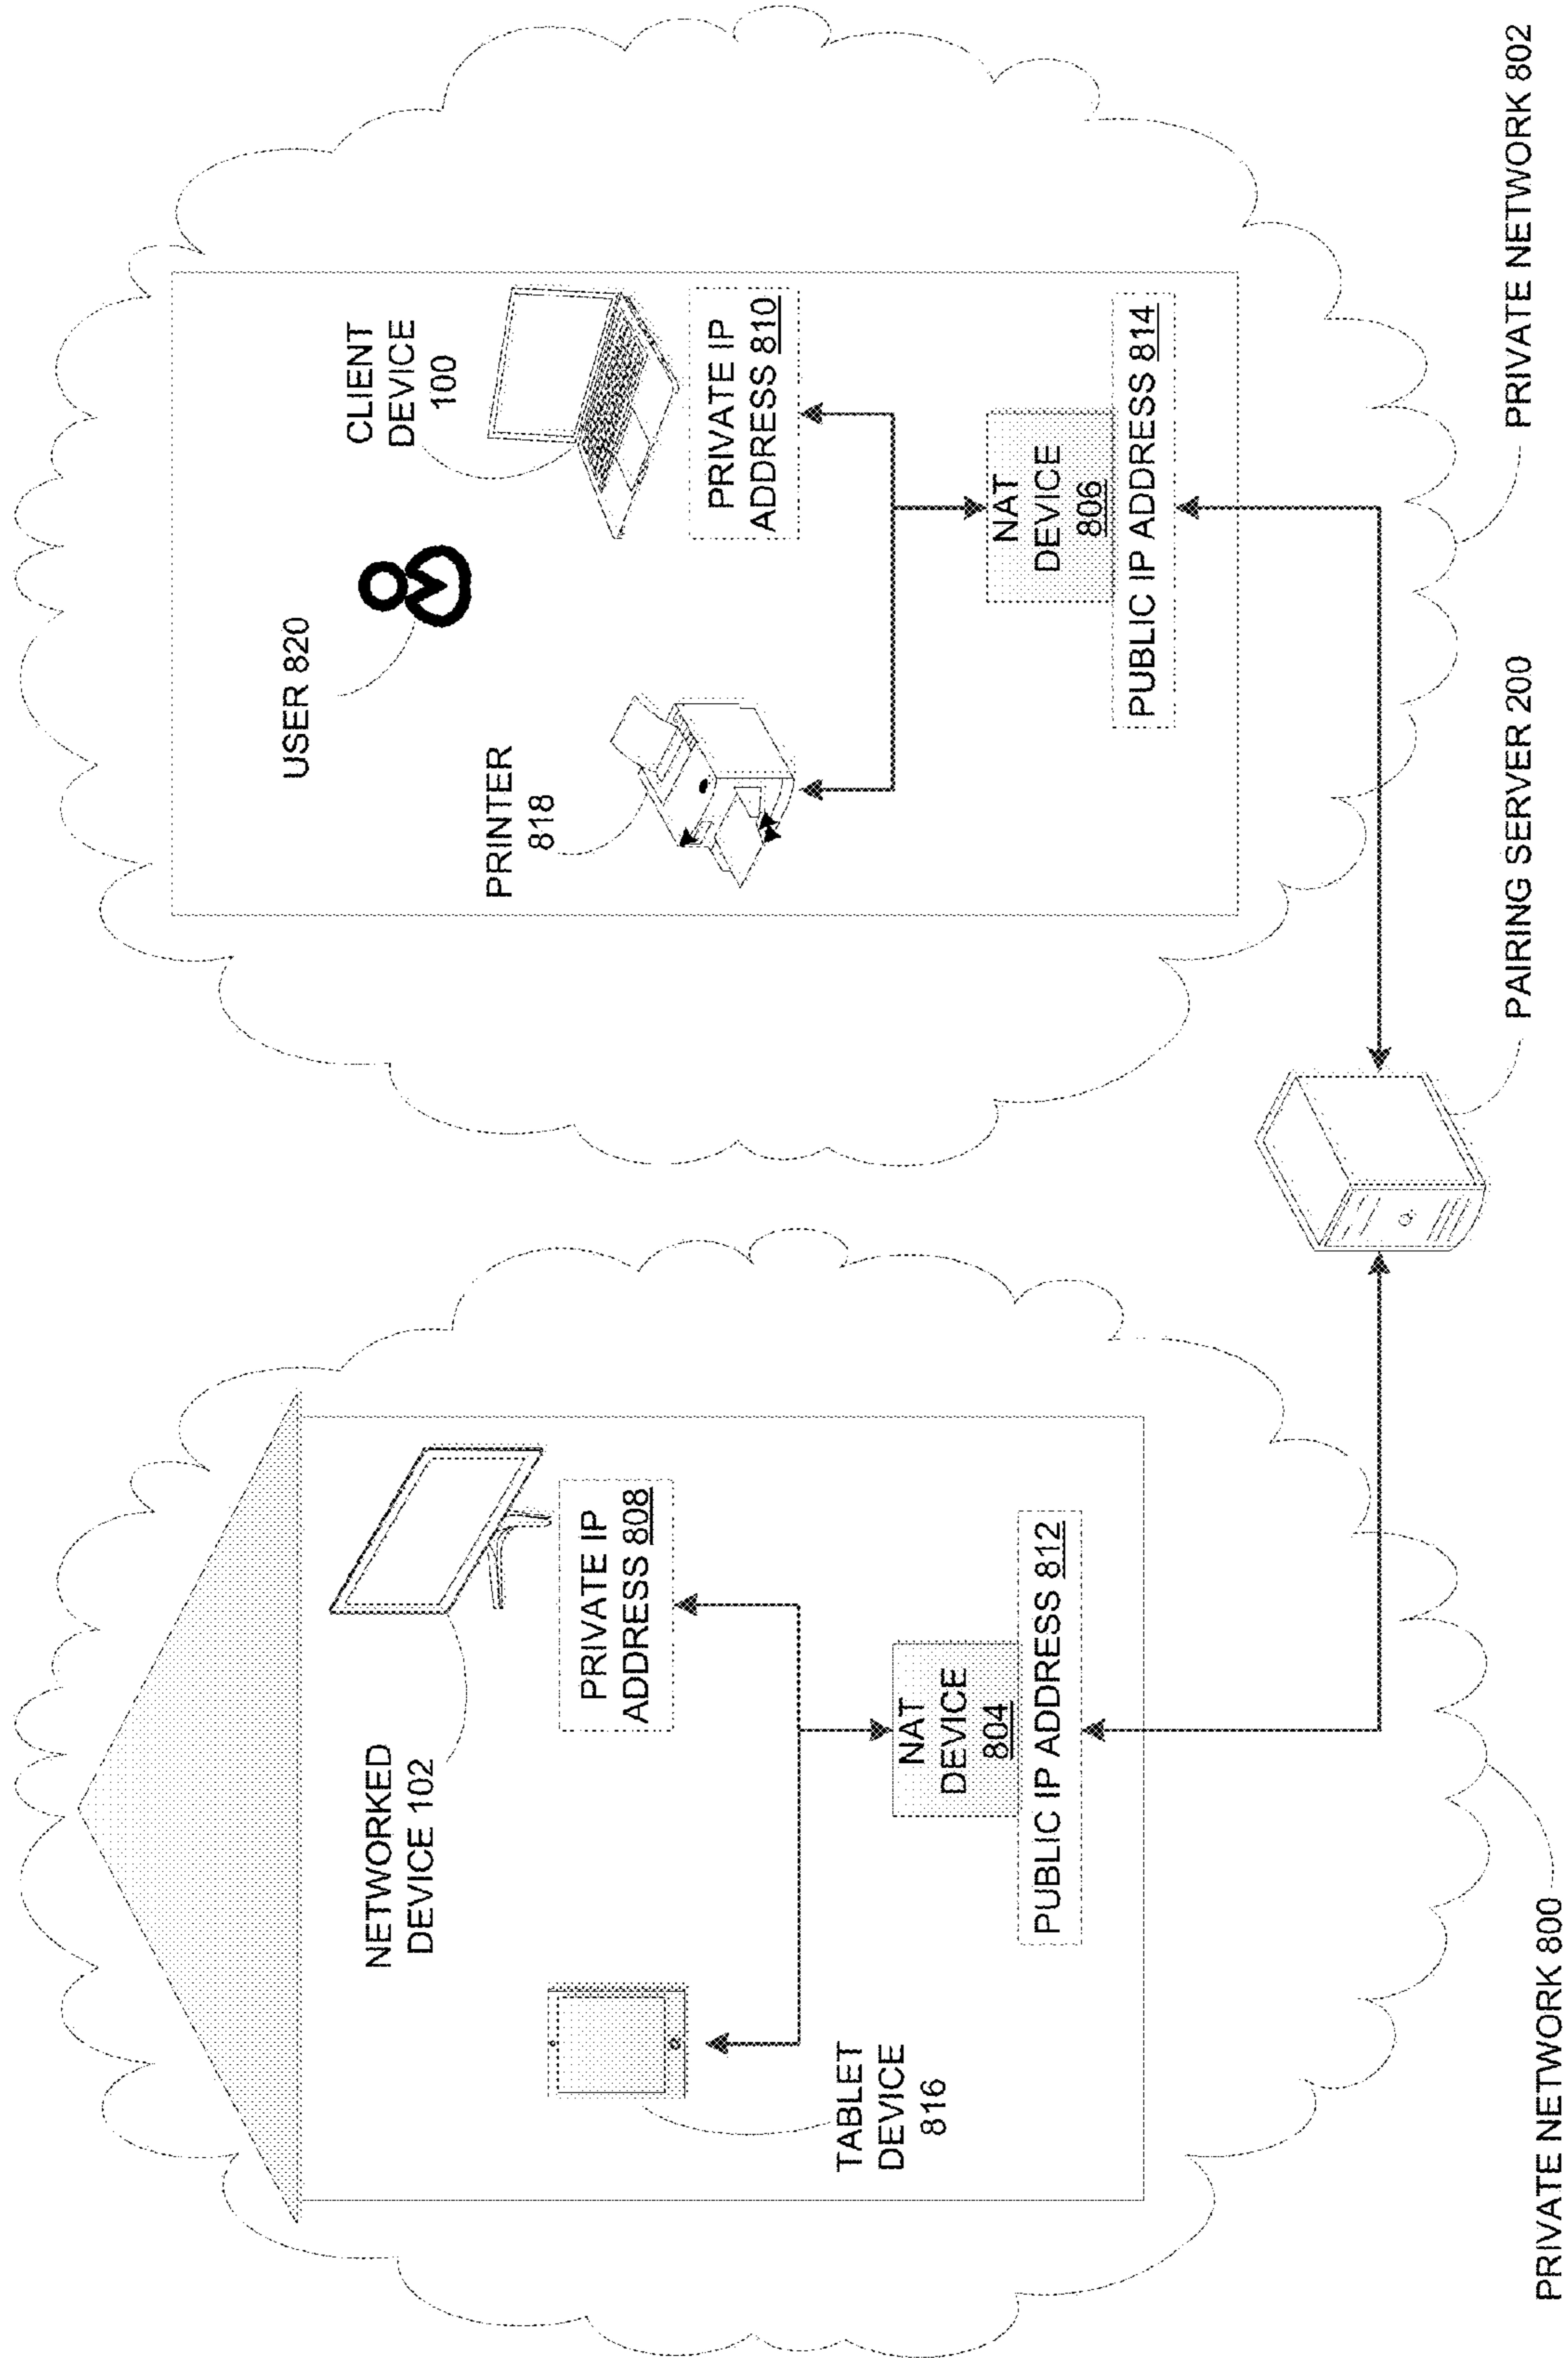 NETWORKED
DEVICE 102
PRIVATE IP
ADDRESS 808
TABLET
DEVICE
816
NAT
DEVICE
804
PUBLIC IP ADDRESS 812
PRIVATE NETWORK 800
USER 820
CLIENT
DEVICE
100
PRINTER
818
PRIVATE IP
ADDRESS 810
NAT
DEVICE
806
PUBLIC IP ADDRESS 814
PAIRING SERVER 200
PRIVATE NETWORK 802